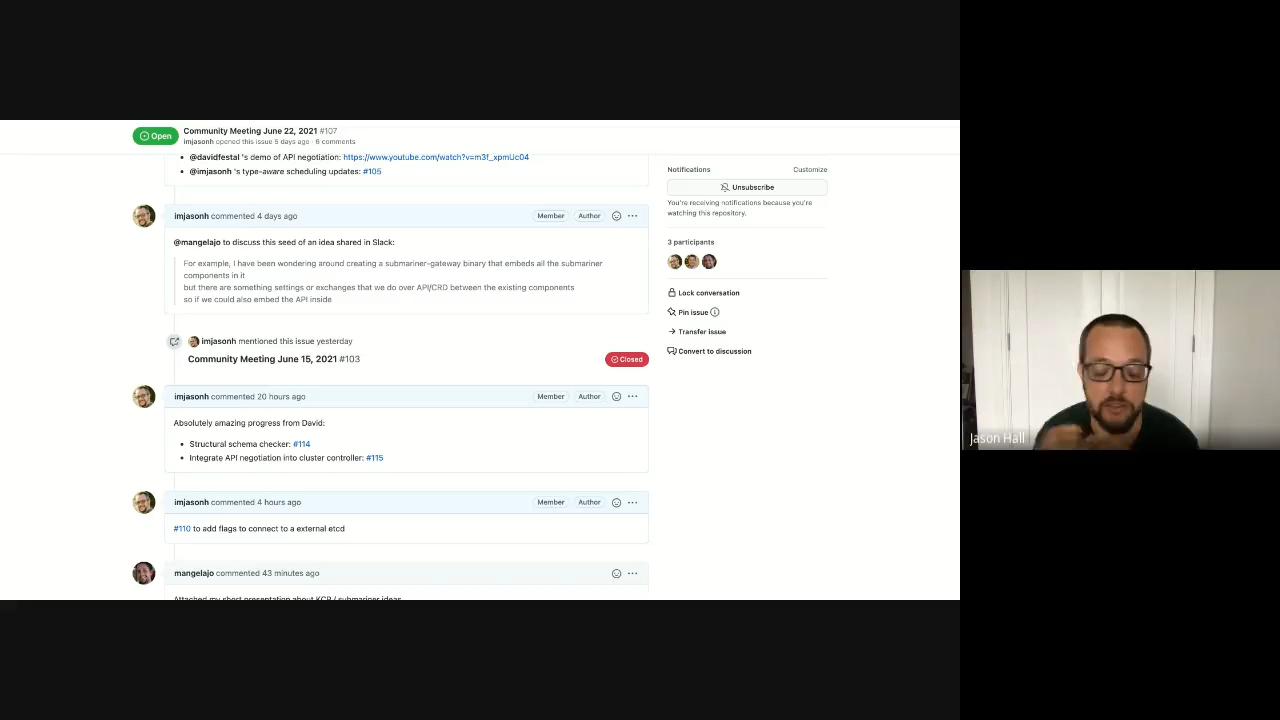 Open
Community Meeting June 22, 2021 #107
imjasonh opened this issue 5 days ago · 6 comments
• @davidfestal 's demo of API negotiation: https://www.youtube.com/watch?v=m3f_xpmUc04
• @imjasonh 's type-aware scheduling updates: #105
imjasonh commented 4 days ago
Member Author
@mangelajo to discuss this seed of an idea shared in Slack:
For example, I have been wondering around creating a submariner-gateway binary that embeds all the submariner
components in it
but there are something settings or exchanges that we do over API/CRD between the existing components
so if we could also embed the API inside
imjasonh mentioned this issue yesterday
Community Meeting June 15, 2021 #103
Closed
imjasonh commented 20 hours ago
Member Author
Absolutely amazing progress from David:
• Structural schema checker: #114
• Integrate API negotiation into cluster controller: #115
imjasonh commented 4 hours ago
Member Author
#110 to add flags to connect to a external etcd
mangelajo commented 43 minutes ago
Attached my short presentation about KCP / submariner ideas
Notifications
Customize
Unsubscribe
You're receiving notifications because you're
watching this repository.
3 participants
Lock conversation
Pin issue
Transfer issue
Convert to discussion
Jason Hall